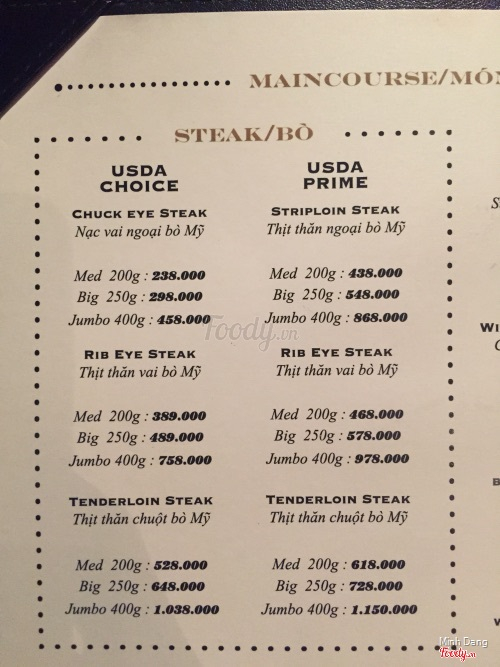 MAINCOURSE/MÓN
STEAK/BÒ
USDA
CHOICE
CHUCK EYE STEAK
Nạc vai ngoại bò Mỹ
Med 200g : 238.000
Big 250g : 298.000
Jumbo 400g : 458.000
RIB EYE STEAK
Thịt thăn vai bò Mỹ
Med 200g : 389.000
Big 250g : 489.000
Jumbo 400g : 758.000
TENDERLOIN STEAK
Thịt thăn chuột bò Mỹ
Med 200g : 528.000
Big 250g : 648.000
Jumbo 400g : 1.038.000
USDA
PRIME
STRIPLOIN STEAK
Thịt thăn ngoại bò Mỹ
Med 200g : 438.000
Big 250g : 548.000
Jumbo 400g : 868.000
RIB EYE STEAK
Thịt thăn vai bò Mỹ
Med 200g : 468.000
Big 250g : 578.000
Jumbo 400g : 978.000
TENDERLOIN STEAK
Thịt thăn chuột bò Mỹ
Med 200g : 618.000
Big 250g : 728.000
Jumbo 400g : 1.150.000
Foody.vn
Minh Dang
Foody.vn